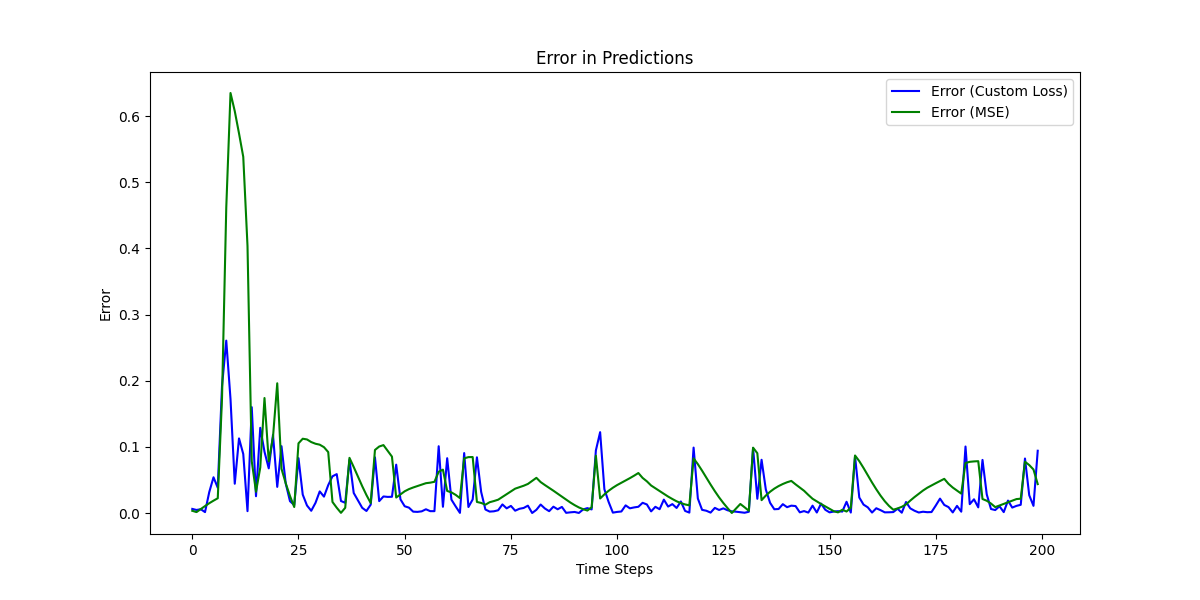 Error in Predictions
Error (Custom Loss)
Error (MSE)
Error
0.6
0.5
0.4
0.3
0.2
0.1
0.0
0 25 50 75 100 125 150 175 200
Time Steps